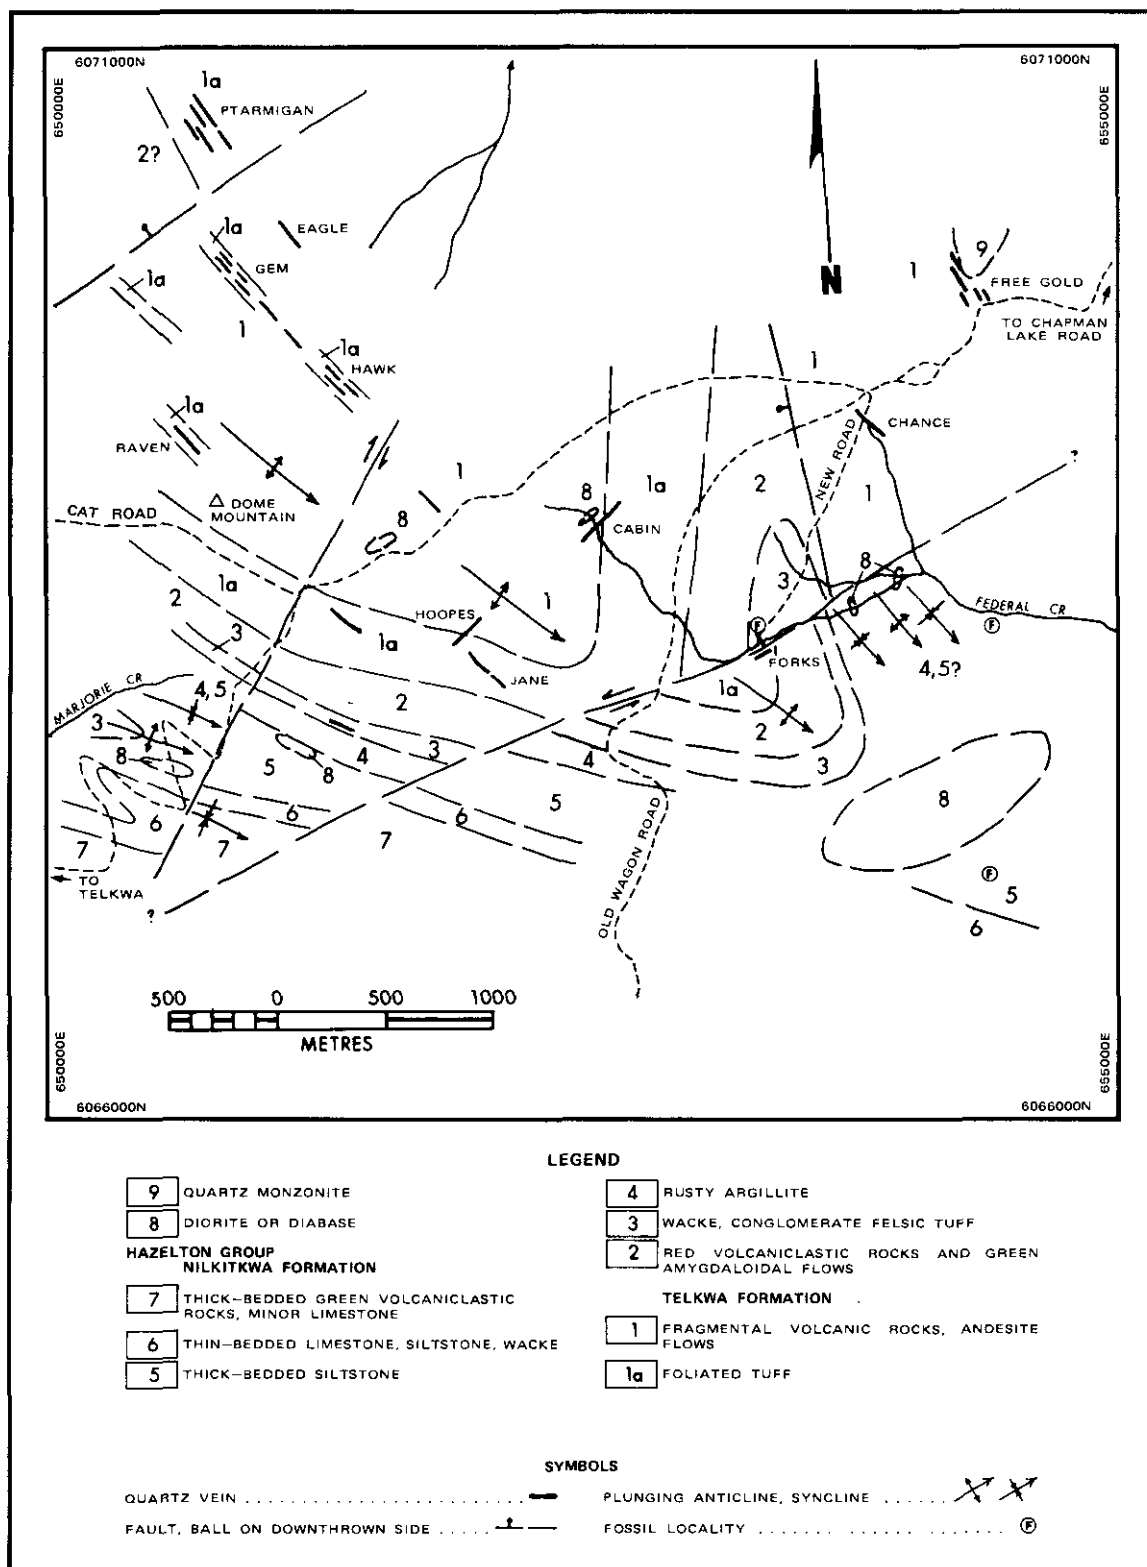 6071000N
6071000N
650000E
655000E
1a
PTARMIGAN
2?
1a
EAGLE
GEM
1a
1
1a
HAWK
1a
RAVEN
N
1
9
FREE GOLD
TO CHAPMAN
LAKE ROAD
1
CHANCE
NEW ROAD
?
CAT ROAD
DOME
MOUNTAIN
1
8
8
CABIN
1a
2
1
8
3
FEDERAL CR
F
F
FORKS
4,5?
1a
2
3
HOOPES
1
1a
JANE
MARJORIE CR
4,5
3
8
2
1a
2
3
4
5
8
3
4
5
6
7
6
7
6
7
TO
TELKWA
?
OLD WAGON ROAD
8
F
5
6
500 0 500 1000
METRES
650000E
655000E
6066000N
6066000N
LEGEND
9 QUARTZ MONZONITE
8 DIORITE OR DIABASE
HAZELTON GROUP
NILKITKWA FORMATION
7 THICK-BEDDED GREEN VOLCANICLASTIC
ROCKS, MINOR LIMESTONE
6 THIN-BEDDED LIMESTONE, SILTSTONE, WACKE
5 THICK-BEDDED SILTSTONE
4 RUSTY ARGILLITE
3 WACKE, CONGLOMERATE FELSIC TUFF
2 RED VOLCANICLASTIC ROCKS AND GREEN
AMYGDALOIDAL FLOWS
TELKWA FORMATION
1 FRAGMENTAL VOLCANIC ROCKS, ANDESITE
FLOWS
1a FOLIATED TUFF
SYMBOLS
QUARTZ VEIN
FAULT, BALL ON DOWNTHROWN SIDE
PLUNGING ANTICLINE, SYNCLINE
FOSSIL LOCALITY F